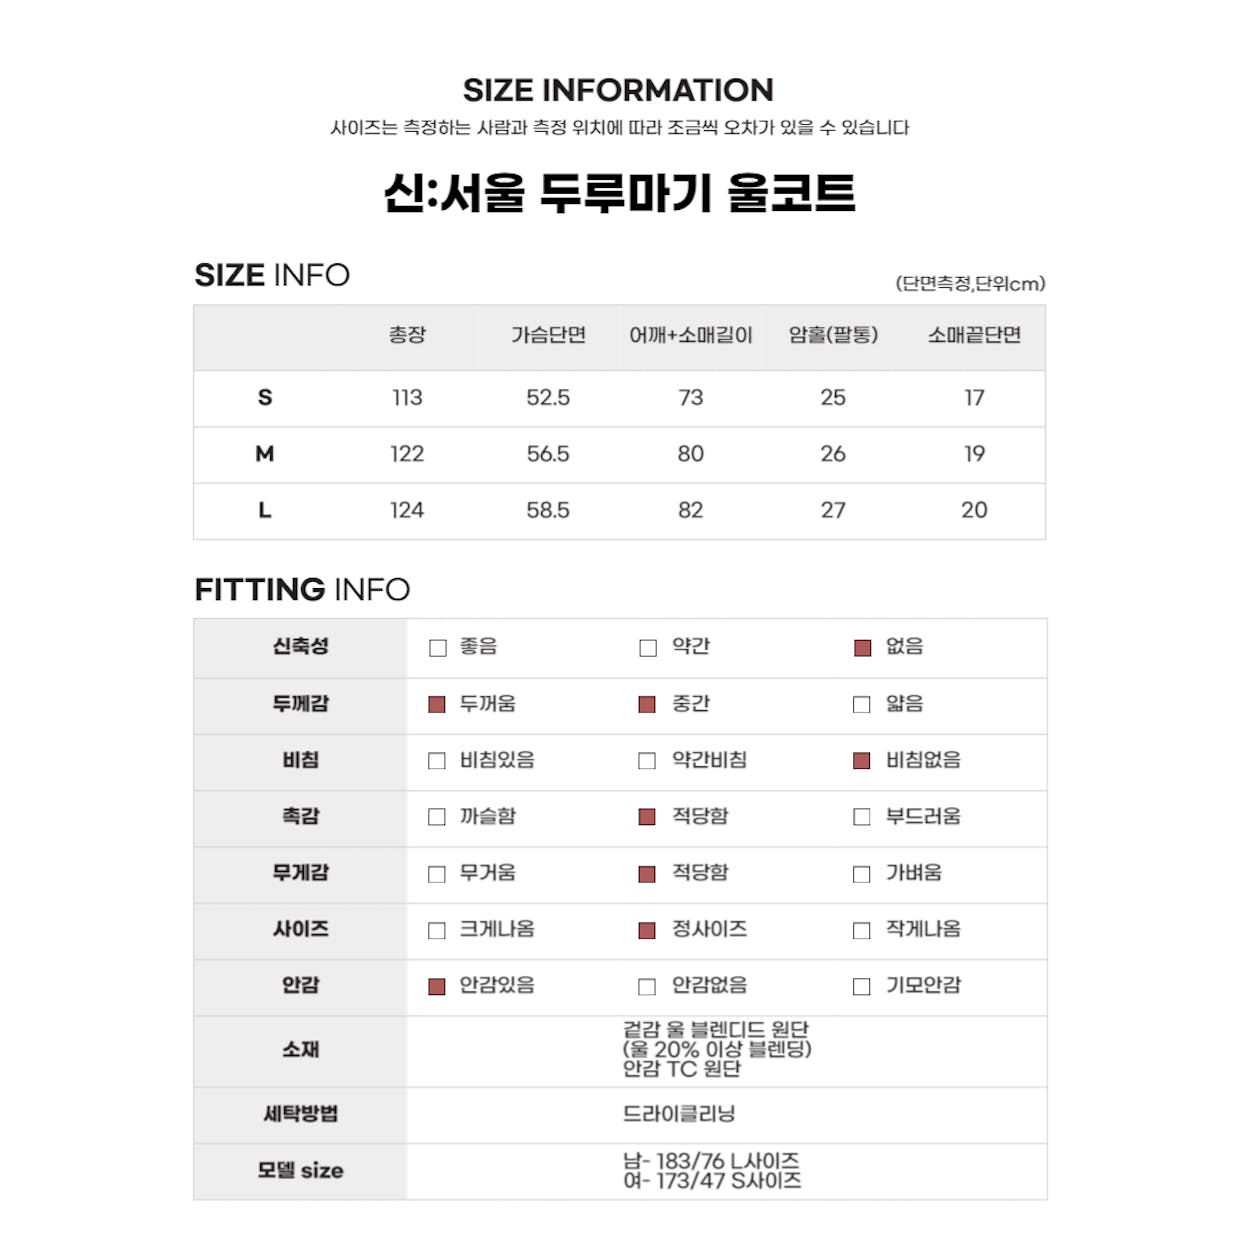 SIZE INFORMATION
사이즈는 측정하는 사람과 측정 위치에 따라 조금씩 오차가 있을 수 있습니다
신:서울 두루마기 울코트
SIZE INFO
(단면측정,단위cm)
총장 가슴단면 어깨+소매길이 암홀(팔통) 소매끝단면
S 113 52.5 73 25 17
M 122 56.5 80 26 19
L 124 58.5 82 27 20
FITTING INFO
신축성 좋음 약간 없음
두께감 두꺼움 중간 얇음
비침 비침있음 약간비침 비침없음
촉감 까슬함 적당함 부드러움
무게감 무거움 적당함 가벼움
사이즈 크게나옴 정사이즈 작게나옴
안감 안감있음 안감없음 기모안감
소재
겉감 울 블렌디드 원단
(울 20% 이상 블렌딩)
안감 TC 원단
세탁방법 드라이클리닝
모델 size
남- 183/76 L사이즈
여- 173/47 S사이즈